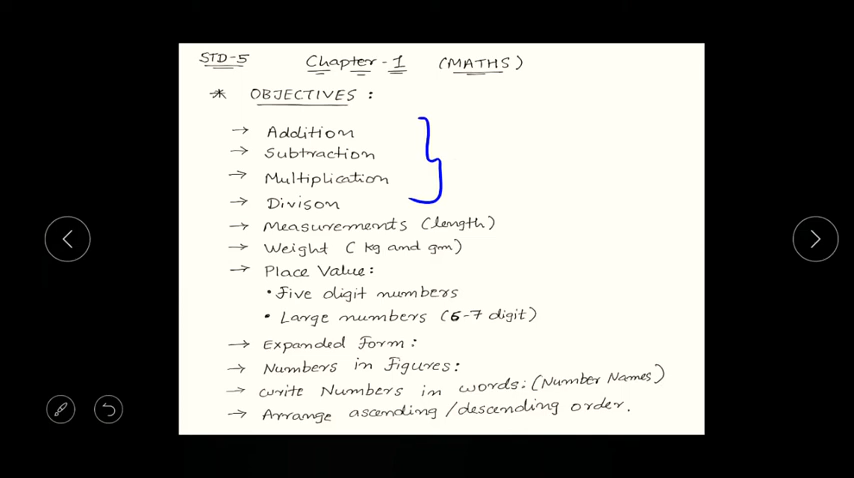 STD-5 Chapter-1 (MATHS)
* OBJECTIVES :
→ Addition
→ Subtraction
→ Multiplication
→ Divison
→ Measurements (length)
→ Weight ( kg and gm)
→ Place Value:
• Five digit numbers
• Large numbers (6-7 digit)
→ Expanded Form:
→ Numbers in Figures:
→ Write Numbers in words: (Number Names)
→ Arrange ascending/descending order.